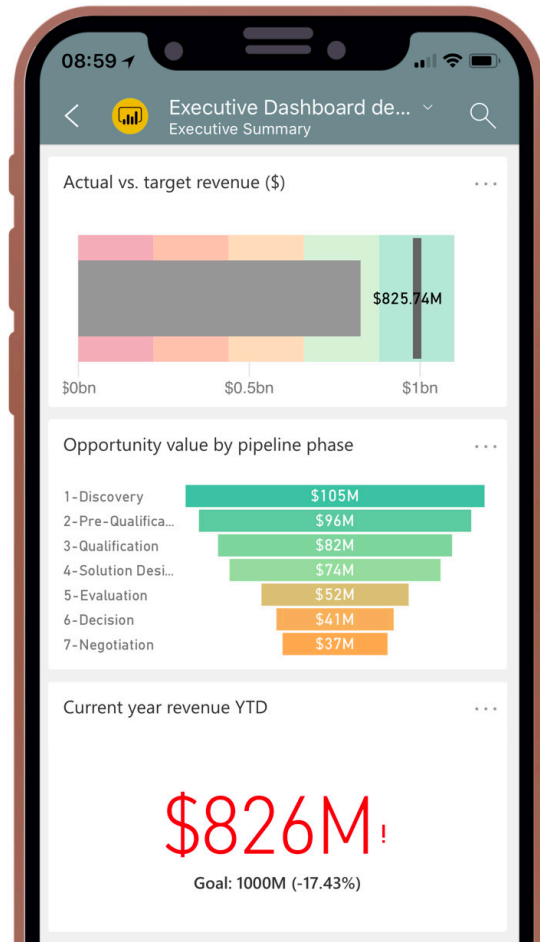 08:59
Executive Dashboard de...
Executive Summary
Actual vs. target revenue ($)
$825.74M
$0bn $0.5bn $1bn
Opportunity value by pipeline phase
1-Discovery $105M
2-Pre-Qualifica... $96M
3-Qualification $82M
4-Solution Desi... $74M
5-Evaluation $52M
6-Decision $41M
7-Negotiation $37M
Current year revenue YTD
$826M!
Goal: 1000M (-17.43%)